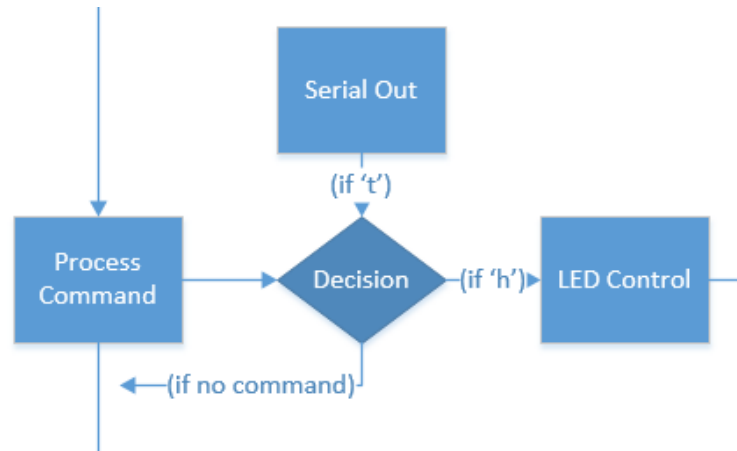 Serial Out
(if ‘t’)
Process
Command
Decision
(if ‘h’)
LED Control
(if no command)